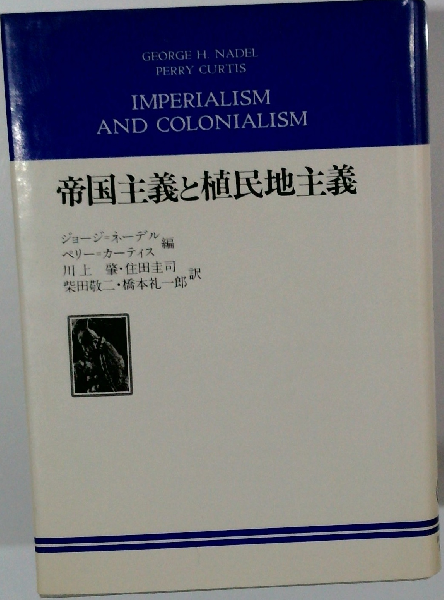 GEORGE H. NADEL
PERRY CURTIS
IMPERIALISM
AND COLONIALISM
帝国主義と植民地主義
ジョージ=ネーデル
ペリー=カーティス 編
川上 肇・住田圭司
柴田敬二・橋本礼一郎 訳